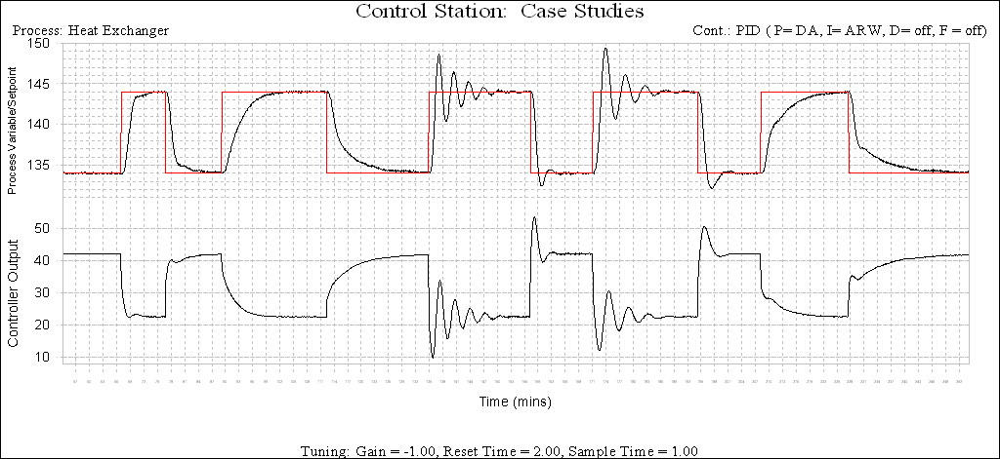 Control Station: Case Studies
Process: Heat Exchanger
Cont.: PID ( P= DA, I= ARW, D= off, F = off)
Process Variable/Setpoint
150
145
140
135
Controller Output
50
40
30
20
10
Time (mins)
Tuning: Gain = -1.00, Reset Time = 2.00, Sample Time = 1.00